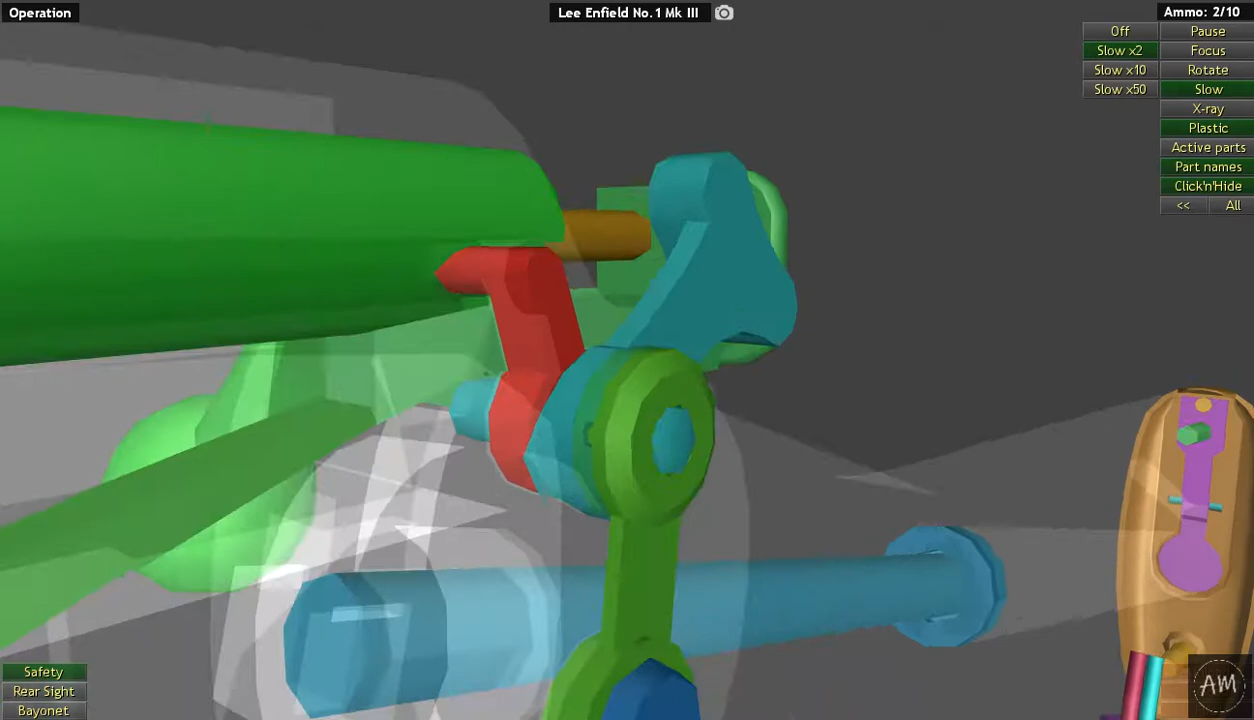 Operation
Lee Enfield No.1 Mk III
Ammo: 2/10
Off
Pause
Slow x2
Focus
Slow x10
Rotate
Slow x50
Slow
X-ray
Plastic
Active parts
Part names
Click'n'Hide
<<
All
Safety
Rear Sight
Bayonet
AM